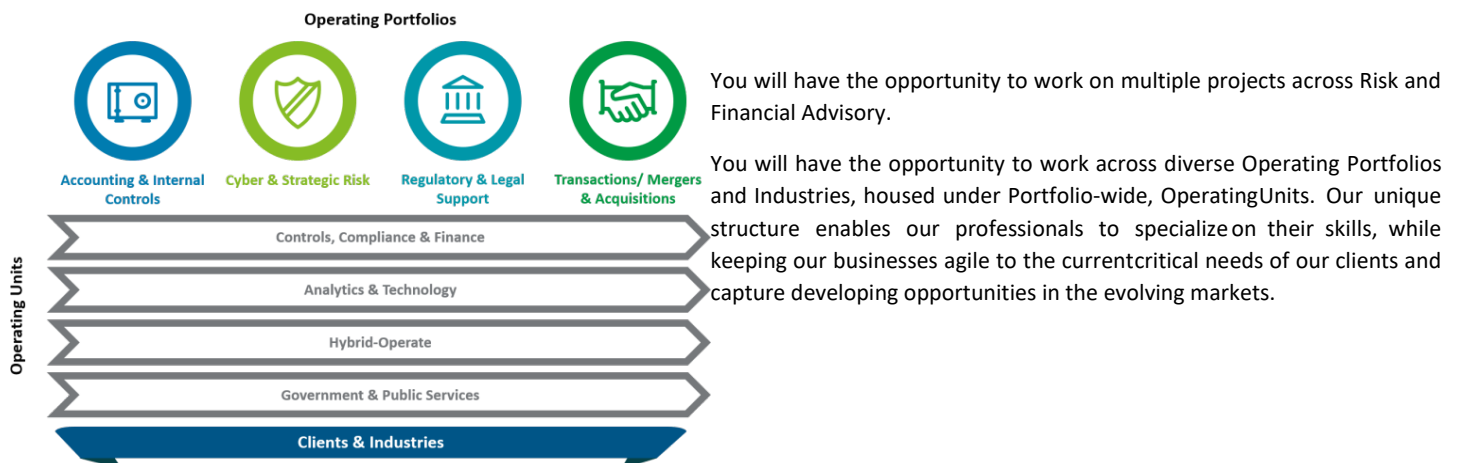 Operating Portfolios
Accounting & Internal
Controls
Cyber & Strategic Risk
Regulatory & Legal
Support
Transactions/ Mergers
& Acquisitions
Operating Units
Controls, Compliance & Finance
Analytics & Technology
Hybrid-Operate
Government & Public Services
Clients & Industries
You will have the opportunity to work on multiple projects across Risk and
Financial Advisory.
You will have the opportunity to work across diverse Operating Portfolios
and Industries, housed under Portfolio-wide, OperatingUnits. Our unique
structure enables our professionals to specialize on their skills, while
keeping our businesses agile to the currentcritical needs of our clients and
capture developing opportunities in the evolving markets.